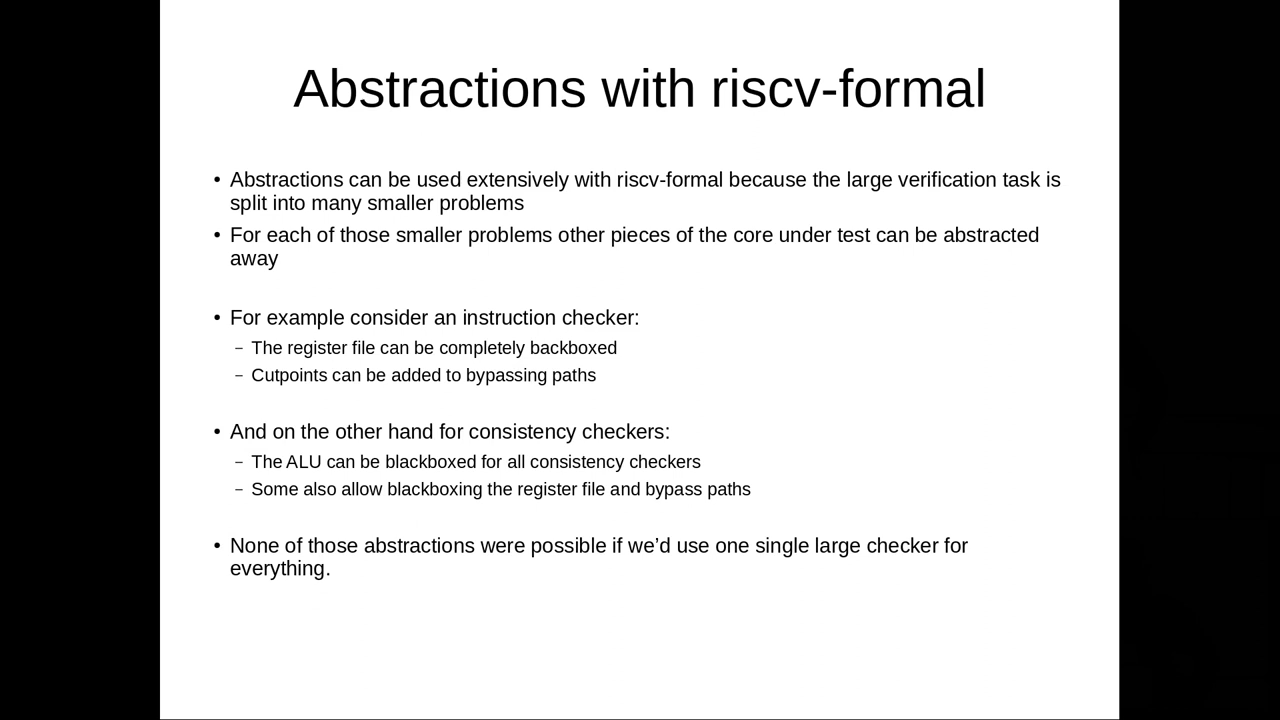 Abstractions with riscv-formal
• Abstractions can be used extensively with riscv-formal because the large verification task is
split into many smaller problems
• For each of those smaller problems other pieces of the core under test can be abstracted
away
• For example consider an instruction checker:
– The register file can be completely backboxed
– Cutpoints can be added to bypassing paths
• And on the other hand for consistency checkers:
– The ALU can be blackboxed for all consistency checkers
– Some also allow blackboxing the register file and bypass paths
• None of those abstractions were possible if we’d use one single large checker for
everything.